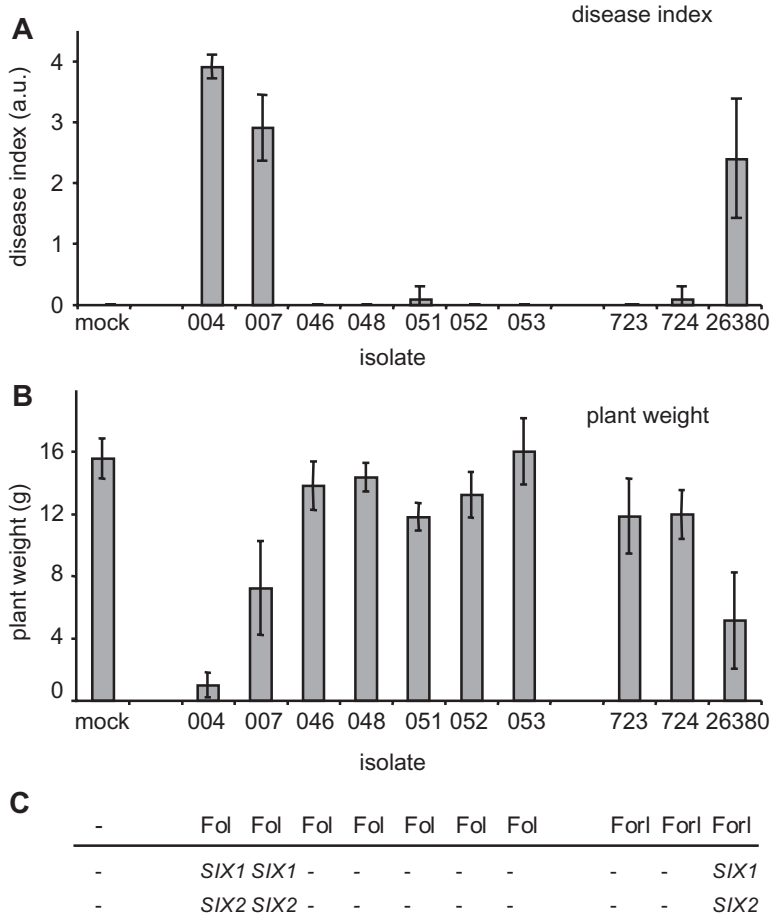 A
disease index
disease index (a.u.)
4
3
2
1
0
mock 004 007 046 048 051 052 053 723 724 26380
isolate
B
plant weight
plant weight (g)
16
12
8
4
0
mock 004 007 046 048 051 052 053 723 724 26380
isolate
C
- Fol Fol Fol Fol Fol Fol Fol Forl Forl Forl
- SIX1 SIX1 - - - - - - - SIX1
- SIX2 SIX2 - - - - - - - SIX2